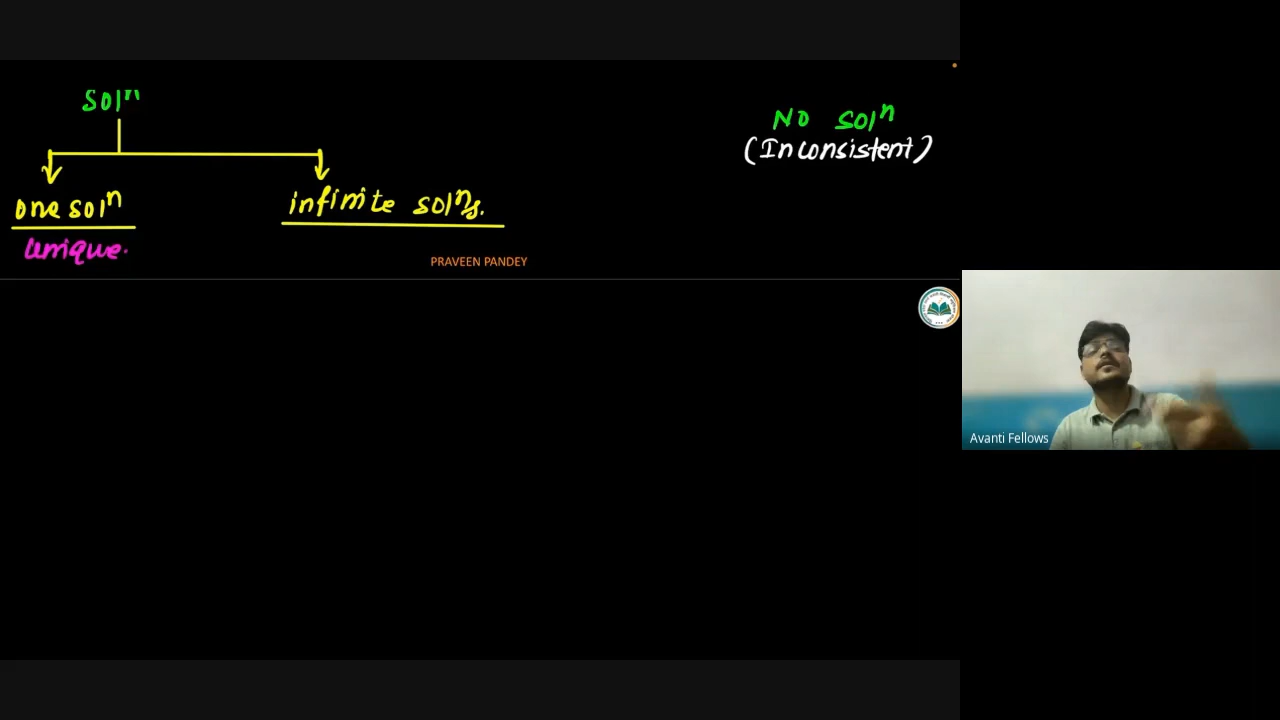 Solⁿ
No Solⁿ
(Inconsistent)
one solⁿ
infinite solⁿs.
Unique.
PRAVEEN PANDEY
Avanti Fellows